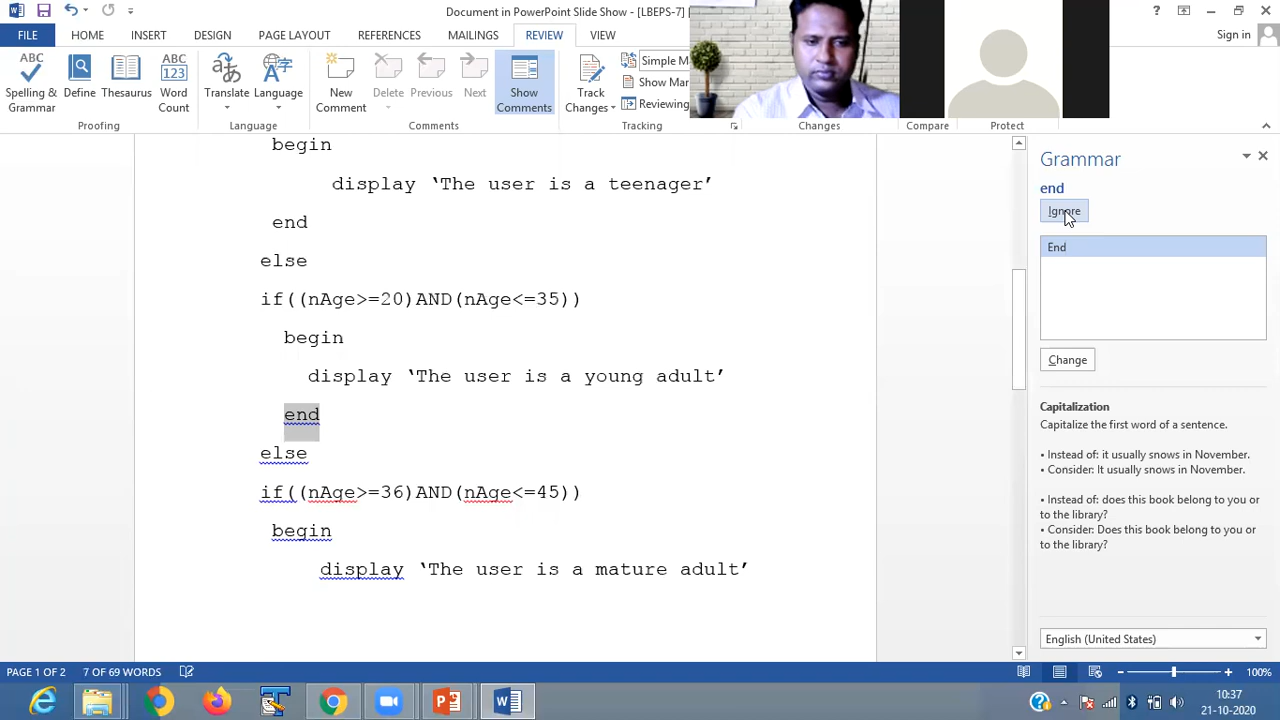 Document in PowerPoint Slide Show - [LBEPS-7]
?
FILE
HOME
INSERT
DESIGN
PAGE LAYOUT
REFERENCES
MAILINGS
REVIEW
VIEW
Sign in
ABC
Spelling &
Grammar
Define
Thesaurus
ABC
123
Word
Count
Translate
Language
New
Comment
Delete
Previous
Next
Show
Comments
Track
Changes
Simple M
Show Mar
Reviewing
Proofing
Language
Comments
Tracking
Changes
Compare
Protect
begin
display ‘The user is a teenager’
end
else
if((nAge>=20)AND(nAge<=35))
begin
display ‘The user is a young adult’
end
else
if((nAge>=36)AND(nAge<=45))
begin
display ‘The user is a mature adult’
Grammar
end
Ignore
End
Change
Capitalization
Capitalize the first word of a sentence.
• Instead of: it usually snows in November.
• Consider: It usually snows in November.
• Instead of: does this book belong to you or
to the library?
• Consider: Does this book belong to you or
to the library?
English (United States)
PAGE 1 OF 2
7 OF 69 WORDS
100%
10:37
21-10-2020